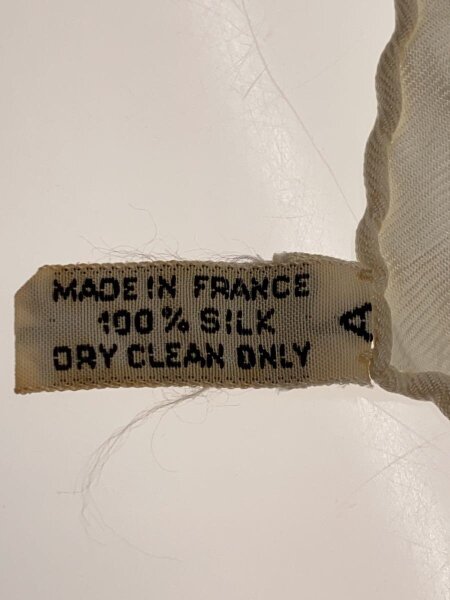 MADE IN FRANCE
100% SILK
DRY CLEAN ONLY
A